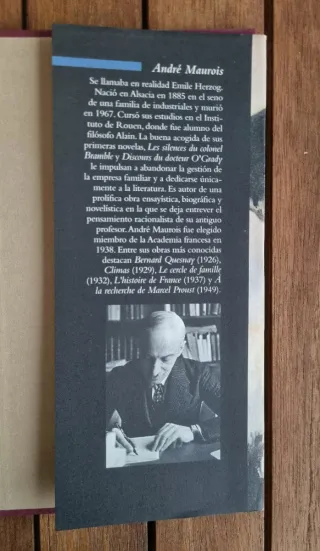 André Maurois
Se llamaba en realidad Emile Herzog.
Nació en Alsacia en 1885 en el seno
de una familia de industriales y murió
en 1967. Cursó sus estudios en el Insti-
tuto de Rouen, donde fue alumno del
filósofo Alain. La buena acogida de sus
primeras novelas, Les silences du colonel
Bramble y Discours du docteur O'Grady
le impulsan a abandonar la gestión de
la empresa familiar y a dedicarse única-
mente a la literatura. Es autor de una
prolífica obra ensayística, biográfica y
novelística en la que se deja entrever el
pensamiento racionalista de su antiguo
profesor. André Maurois fue elegido
miembro de la Academia francesa en
1938. Entre sus obras más conocidas
destacan Bernard Quesnay (1926),
Climas (1929), Le cercle de famille
(1932), L'histoire de France (1937) y À
la recherche de Marcel Proust (1949).